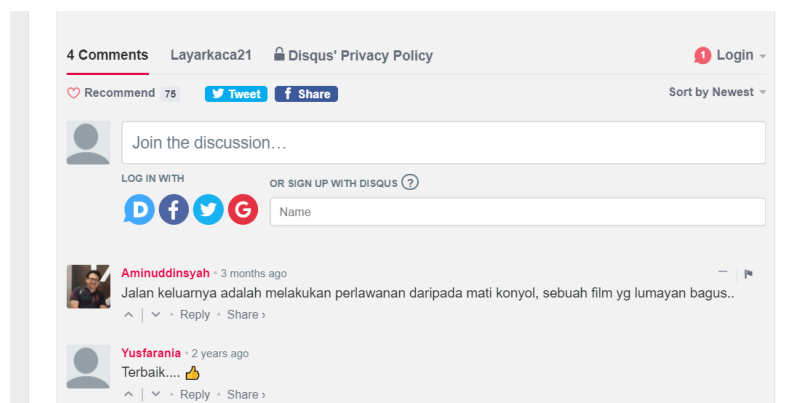 4 Comments Layarkaca21 Disqus' Privacy Policy 1 Login
Recommend 75 Tweet f Share Sort by Newest
Join the discussion…
LOG IN WITH OR SIGN UP WITH DISQUS ?
D f G Name
Aminuddinsyah • 3 months ago
Jalan keluarnya adalah melakukan perlawanan daripada mati konyol, sebuah film yg lumayan bagus..
Reply • Share ›
Yusfarania • 2 years ago
Terbaik.... 👍
Reply • Share ›